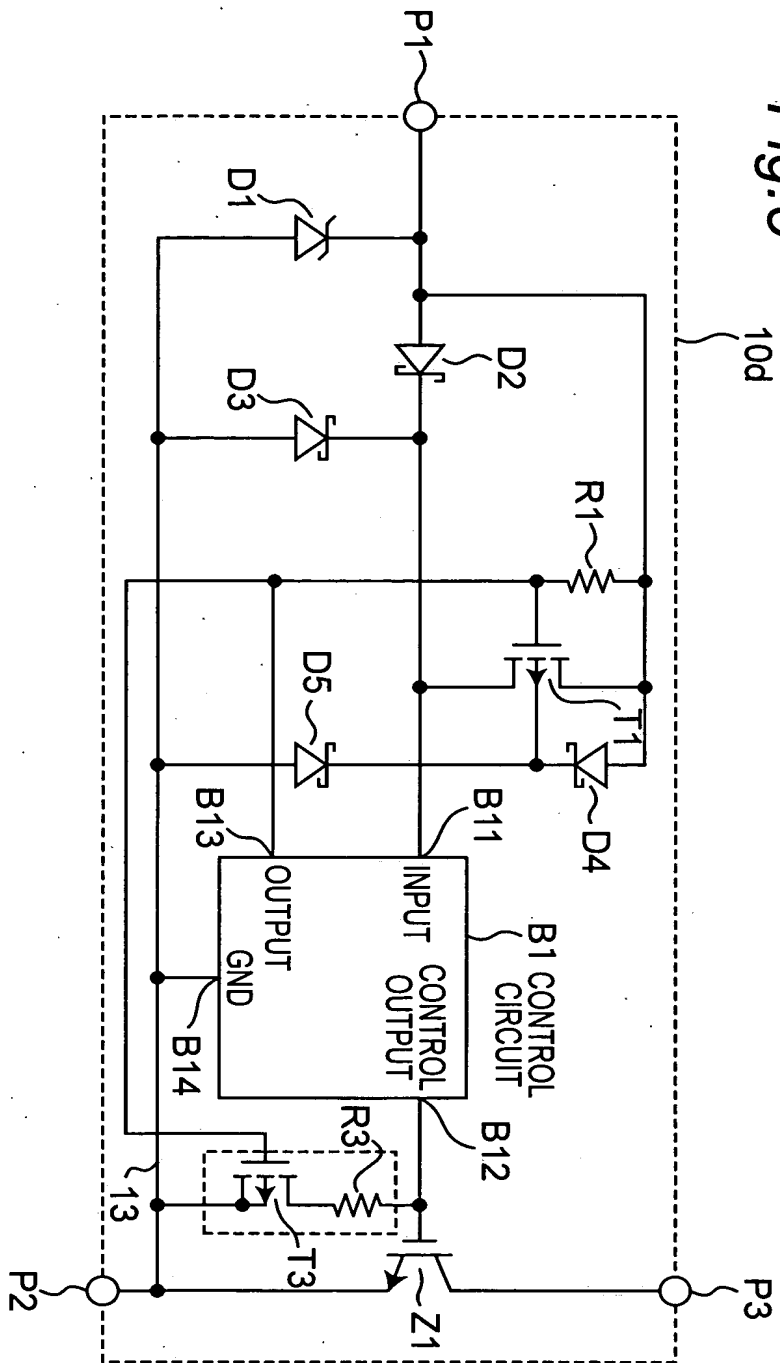 10d
P1
D1
D2
D3
R1
T1
D4
D5
B11
B13
INPUT
OUTPUT
GND
CONTROL
OUTPUT
B1 CONTROL
CIRCUIT
B14
B12
R3
T3
13
Z1
P2
P3